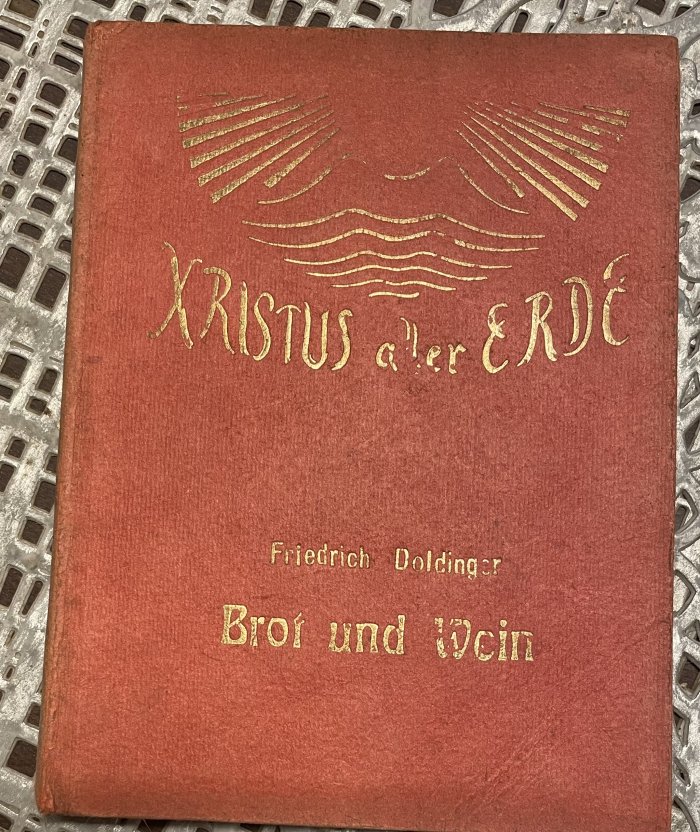 XRISTUS aller ERDE
Friedrich Doldinger
Brot und Wein